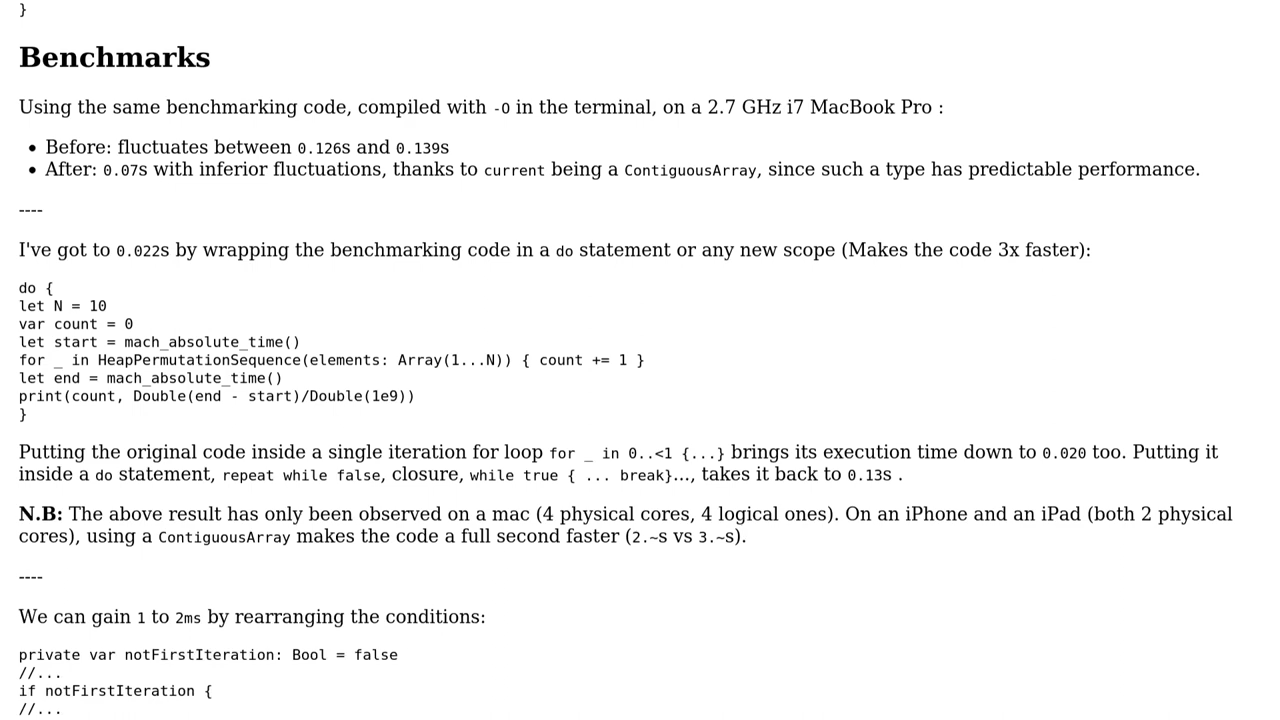 }
Benchmarks
Using the same benchmarking code, compiled with -O in the terminal, on a 2.7 GHz i7 MacBook Pro :
• Before: fluctuates between 0.126s and 0.139s
• After: 0.07s with inferior fluctuations, thanks to current being a ContiguousArray, since such a type has predictable performance.
----
I've got to 0.022s by wrapping the benchmarking code in a do statement or any new scope (Makes the code 3x faster):
do {
let N = 10
var count = 0
let start = mach_absolute_time()
for _ in HeapPermutationSequence(elements: Array(1...N)) { count += 1 }
let end = mach_absolute_time()
print(count, Double(end - start)/Double(1e9))
}
Putting the original code inside a single iteration for loop for _ in 0..<1 {...} brings its execution time down to 0.020 too. Putting it
inside a do statement, repeat while false, closure, while true { ... break}..., takes it back to 0.13s .
N.B: The above result has only been observed on a mac (4 physical cores, 4 logical ones). On an iPhone and an iPad (both 2 physical
cores), using a ContiguousArray makes the code a full second faster (2.~s vs 3.~s).
----
We can gain 1 to 2ms by rearranging the conditions:
private var notFirstIteration: Bool = false
//...
if notFirstIteration {
//...